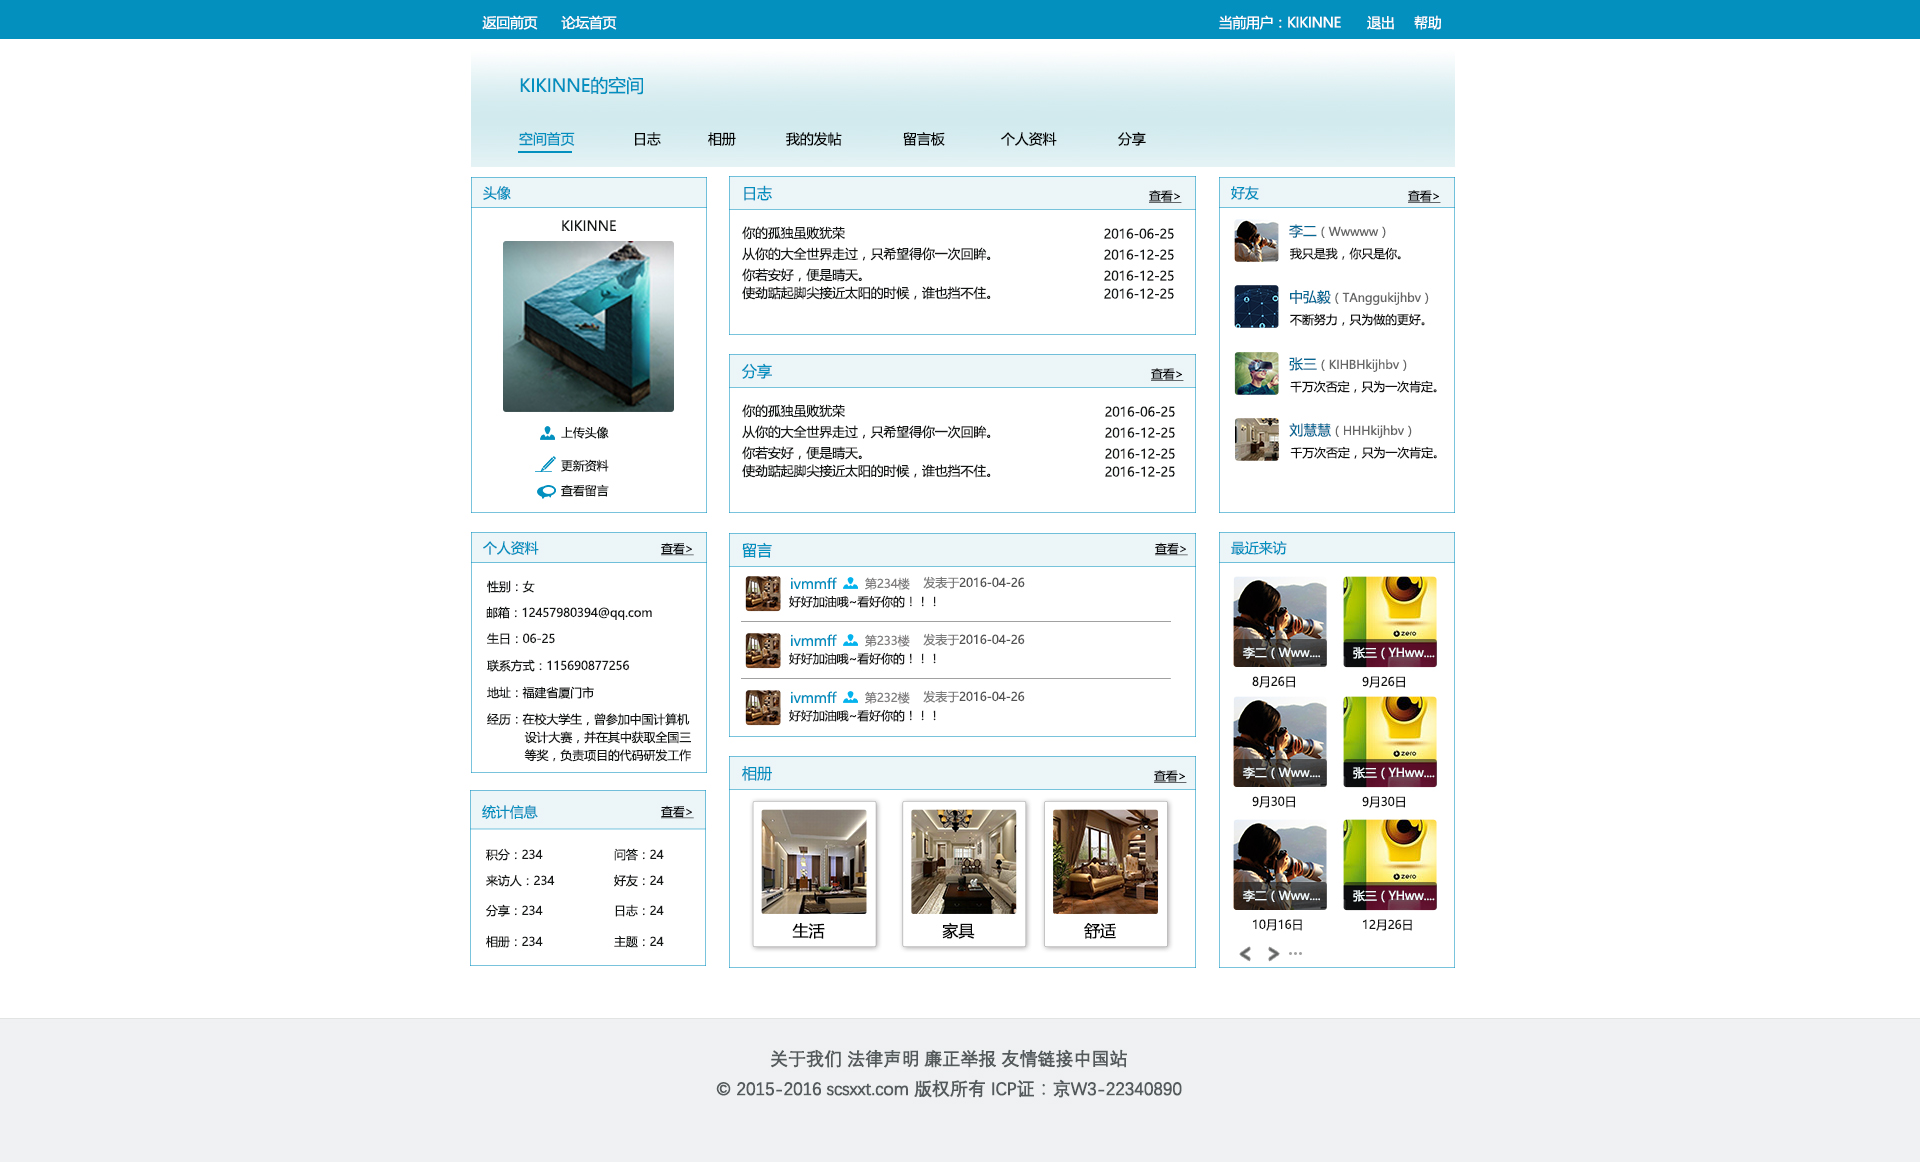 返回前页 论坛首页 当前用户：KIKINNE 退出 帮助
KIKINNE的空间
空间首页 日志 相册 我的发帖 留言板 个人资料 分享
头像
KIKINNE
上传头像
更新资料
查看留言
个人资料 查看>
性别：女
邮箱：12457980394@qq.com
生日：06-25
联系方式：115690877256
地址：福建省厦门市
经历：在校大学生，曾参加中国计算机
设计大赛，并在其中获取全国三
等奖，负责项目的代码研发工作
统计信息 查看>
积分：234 问答：24
来访人：234 好友：24
分享：234 日志：24
相册：234 主题：24
日志 查看>
你的孤独虽败犹荣 2016-06-25
从你的大全世界走过，只希望得你一次回眸。 2016-12-25
你若安好，便是晴天。 2016-12-25
使劲踮起脚尖接近太阳的时候，谁也挡不住。 2016-12-25
分享 查看>
你的孤独虽败犹荣 2016-06-25
从你的大全世界走过，只希望得你一次回眸。 2016-12-25
你若安好，便是晴天。 2016-12-25
使劲踮起脚尖接近太阳的时候，谁也挡不住。 2016-12-25
留言 查看>
ivmmff 第234楼 发表于2016-04-26
好好加油哦~看好你的！！！
ivmmff 第233楼 发表于2016-04-26
好好加油哦~看好你的！！！
ivmmff 第232楼 发表于2016-04-26
好好加油哦~看好你的！！！
相册 查看>
生活 家具 舒适
好友 查看>
李二（Wwwww）
我只是我，你只是你。
中弘毅（TAnggukijhbv）
不断努力，只为做的更好。
张三（KIHBHkijhbv）
千万次否定，只为一次肯定。
刘慧慧（HHHkijhbv）
千万次否定，只为一次肯定。
最近来访
zero
李二（Www.... 张三（YHww....
8月26日 9月26日
zero
李二（Www.... 张三（YHww....
9月30日 9月30日
zero
李二（Www.... 张三（YHww....
10月16日 12月26日
< > ...
关于我们 法律声明 廉正举报 友情链接中国站
© 2015-2016 scsxxt.com 版权所有 ICP证：京W3-22340890